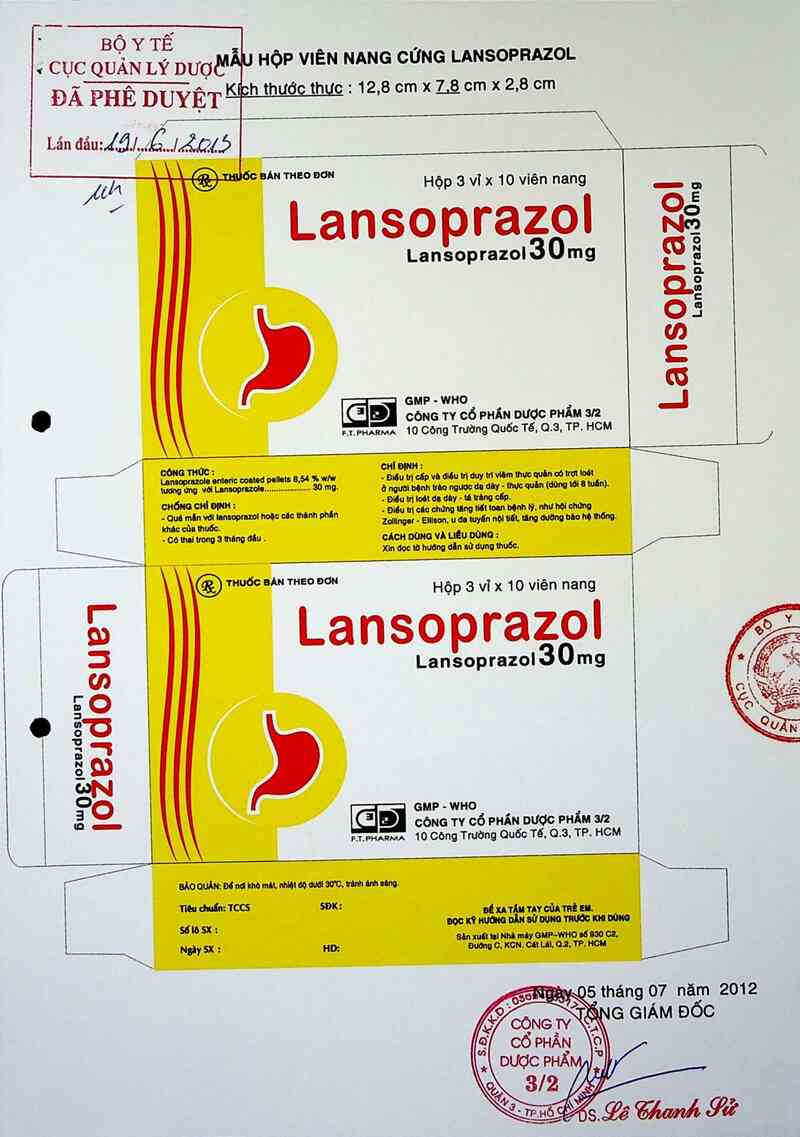 BỘ Y TẾ
CỤC QUẢN LÝ DƯỢC
ĐÃ PHÊ DUYỆT
Lần đầu: 19 / 6 / 2013
MẪU HỘP VIÊN NANG CỨNG LANSOPRAZOL
Kích thước thực : 12,8 cm x 7,8 cm x 2,8 cm
Rx THUỐC BÁN THEO ĐƠN
Hộp 3 vỉ x 10 viên nang
Lansoprazol
Lansoprazol 30mg
F.T.PHARMA
GMP - WHO
CÔNG TY CỔ PHẦN DƯỢC PHẨM 3/2
10 Công Trường Quốc Tế, Q.3, TP. HCM
Lansoprazol
Lansoprazol 30mg
CÔNG THỨC :
Lansoprazole enteric coated pellets 8,54 % w/w
tương ứng với Lansoprazole.................... 30 mg.
CHỐNG CHỈ ĐỊNH :
- Quá mẫn với lansoprazol hoặc các thành phần
khác của thuốc.
- Có thai trong 3 tháng đầu .
CHỈ ĐỊNH :
- Điều trị cấp và điều trị duy trì viêm thực quản có trợt loét
ở người bệnh trào ngược dạ dày - thực quản (dùng tới 8 tuần).
- Điều trị loét dạ dày - tá tràng cấp.
- Điều trị các chứng tăng tiết toan bệnh lý, như hội chứng
Zollinger - Ellison, u đa tuyến nội tiết, tăng dưỡng bào hệ thống.
CÁCH DÙNG VÀ LIỀU DÙNG :
Xin đọc tờ hướng dẫn sử dụng thuốc.
Rx THUỐC BÁN THEO ĐƠN
Hộp 3 vỉ x 10 viên nang
Lansoprazol
Lansoprazol 30mg
F.T.PHARMA
GMP - WHO
CÔNG TY CỔ PHẦN DƯỢC PHẨM 3/2
10 Công Trường Quốc Tế, Q.3, TP. HCM
Lansoprazol
Lansoprazol 30mg
BỘ Y
CỤC QUẢN
BẢO QUẢN: Để nơi khô mát, nhiệt độ dưới 30°C, tránh ánh sáng.
Tiêu chuẩn: TCCS
SĐK :
Số lô SX :
Ngày SX :
HD:
ĐỂ XA TẦM TAY CỦA TRẺ EM.
ĐỌC KỸ HƯỚNG DẪN SỬ DỤNG TRƯỚC KHI DÙNG
Sản xuất tại Nhà máy GMP-WHO số 930 C2,
Đường C, KCN. Cát Lái, Q.2, TP. HCM
Ngày 05 tháng 07 năm 2012
TỔNG GIÁM ĐỐC
CÔNG TY
CỔ PHẦN
DƯỢC PHẨM
3/2
QUẬN 3 - TP.HỒ CHÍ MINH
DS. Lê Thanh Sử